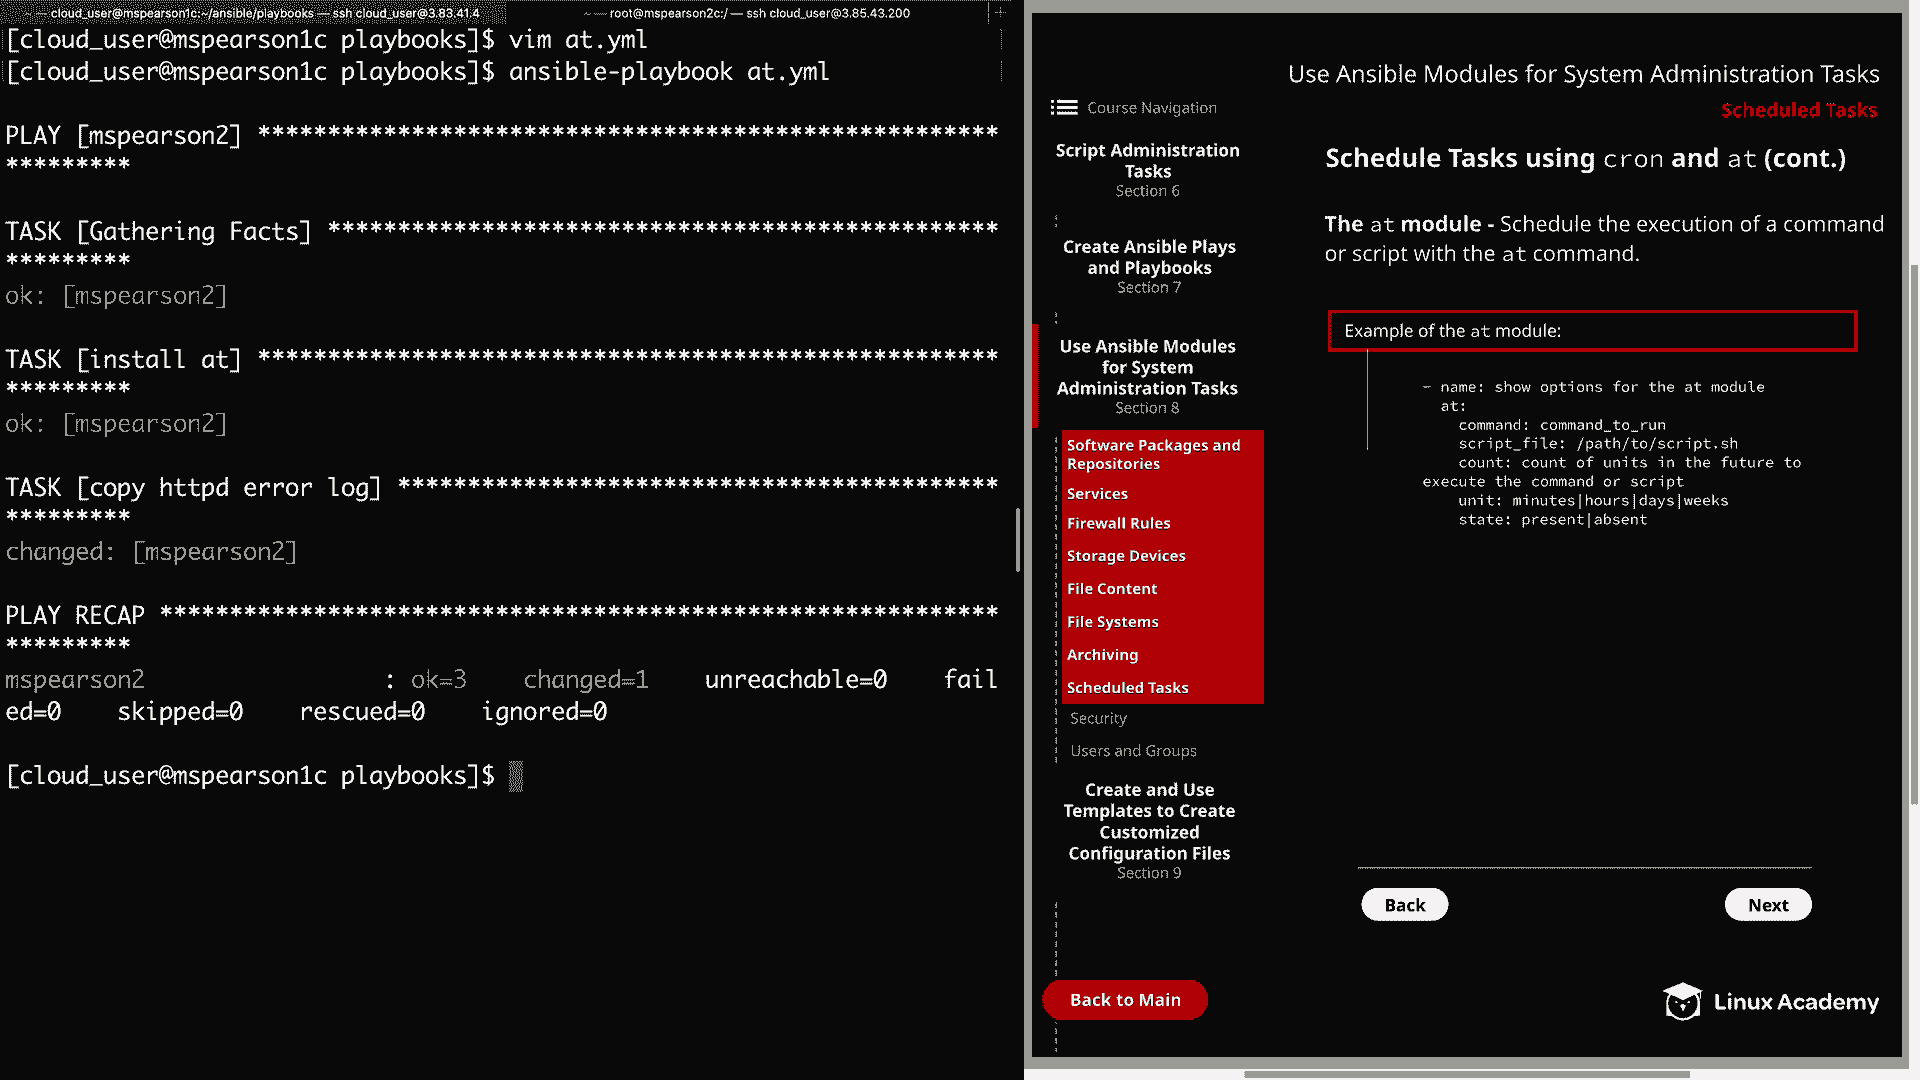 cloud_user@mspearson1c:~/ansible/playbooks — ssh cloud_user@3.83.41.4
~ — root@mspearson2c:/ — ssh cloud_user@3.85.43.200
[cloud_user@mspearson1c playbooks]$ vim at.yml
[cloud_user@mspearson1c playbooks]$ ansible-playbook at.yml
PLAY [mspearson2] *****************************************************
*********
TASK [Gathering Facts] ************************************************
*********
ok: [mspearson2]
TASK [install at] *****************************************************
*********
ok: [mspearson2]
TASK [copy httpd error log] *******************************************
*********
changed: [mspearson2]
PLAY RECAP ************************************************************
*********
mspearson2 : ok=3 changed=1 unreachable=0 fail
ed=0 skipped=0 rescued=0 ignored=0
[cloud_user@mspearson1c playbooks]$
Use Ansible Modules for System Administration Tasks
Scheduled Tasks
Course Navigation
Script Administration
Tasks
Section 6
Create Ansible Plays
and Playbooks
Section 7
Use Ansible Modules
for System
Administration Tasks
Section 8
Software Packages and
Repositories
Services
Firewall Rules
Storage Devices
File Content
File Systems
Archiving
Scheduled Tasks
Security
Users and Groups
Create and Use
Templates to Create
Customized
Configuration Files
Section 9
Back to Main
Schedule Tasks using cron and at (cont.)
The at module - Schedule the execution of a command
or script with the at command.
Example of the at module:
- name: show options for the at module
at:
command: command_to_run
script_file: /path/to/script.sh
count: count of units in the future to
execute the command or script
unit: minutes|hours|days|weeks
state: present|absent
Back
Next
Linux Academy